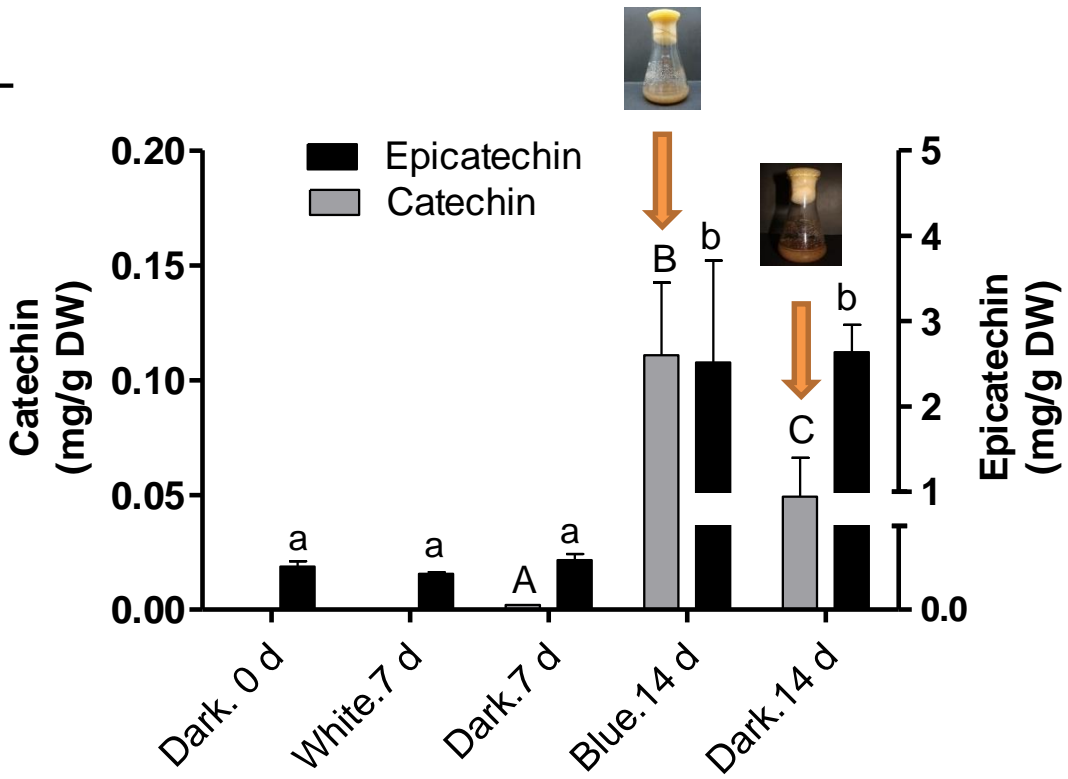 Epicatechin
Catechin
0.20
0.15
0.10
0.05
0.00
Catechin
(mg/g DW)
5
4
3
2
1
0.0
Epicatechin
(mg/g DW)
a
a
A
a
B
b
C
b
Dark. 0 d
White.7 d
Dark.7 d
Blue.14 d
Dark.14 d